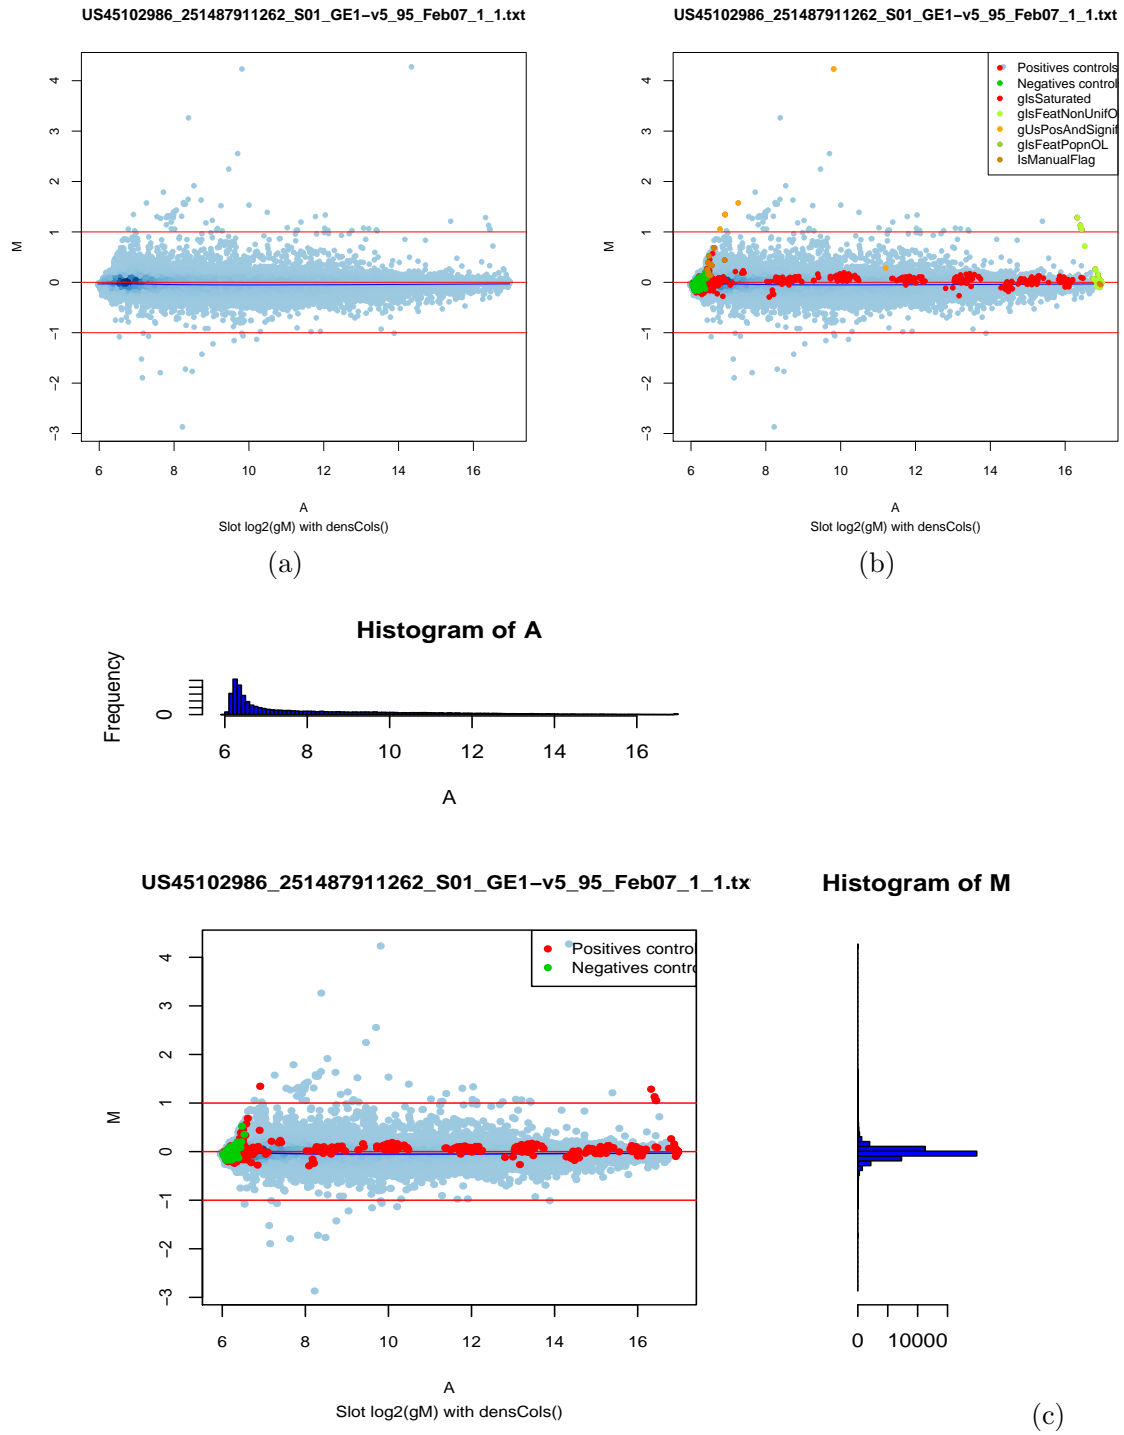 US45102986_251487911262_S01_GE1−v5_95_Feb07_1_1.txt
4
3
2
1
0
−1
−2
−3
M
6 8 10 12 14 16
A
Slot log2(gM) with densCols()
(a)
US45102986_251487911262_S01_GE1−v5_95_Feb07_1_1.txt
Positives controls
Negatives control
gIsSaturated
gIsFeatNonUnifO
gUsPosAndSignif
gIsFeatPopnOL
IsManualFlag
4
3
2
1
0
−1
−2
−3
M
6 8 10 12 14 16
A
Slot log2(gM) with densCols()
(b)
Histogram of A
Frequency
0
6 8 10 12 14 16
A
US45102986_251487911262_S01_GE1−v5_95_Feb07_1_1.tx
Positives contro
Negatives contro
4
3
2
1
0
−1
−2
−3
M
6 8 10 12 14 16
A
Slot log2(gM) with densCols()
Histogram of M
0 10000
(c)